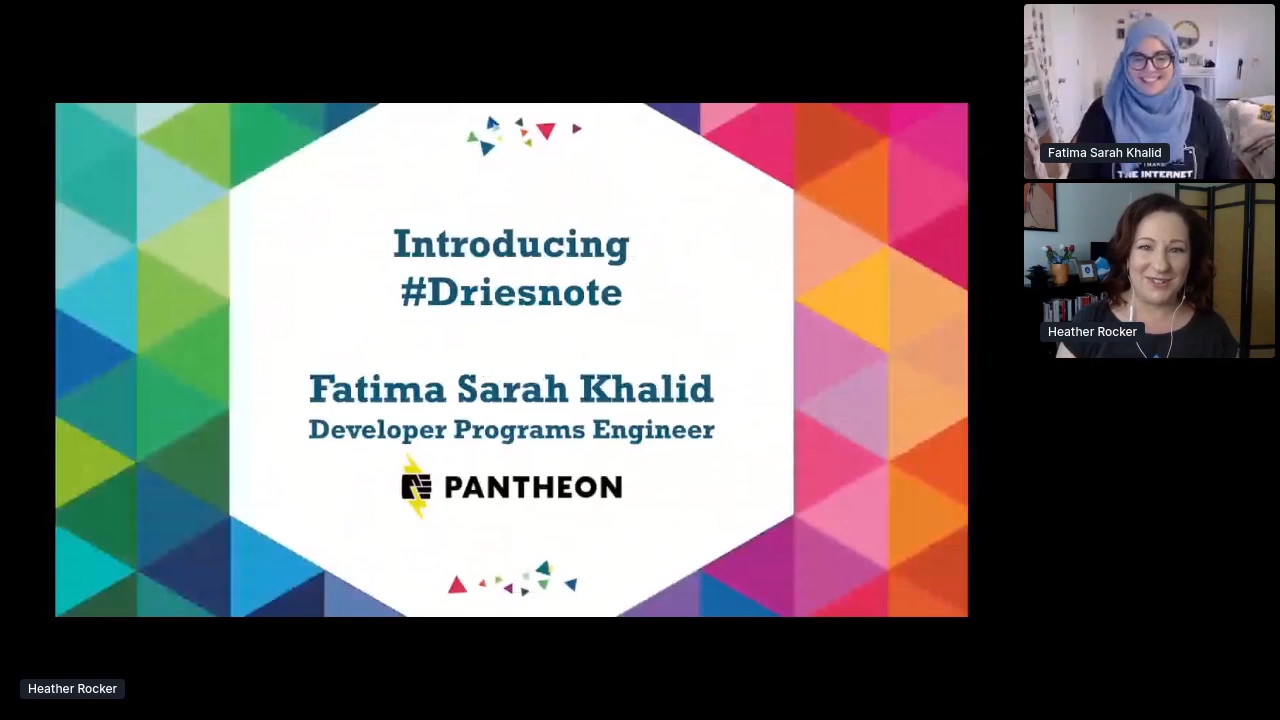 Introducing
#Driesnote
Fatima Sarah Khalid
Developer Programs Engineer
PANTHEON
Fatima Sarah Khalid
THE INTERNET
Heather Rocker
Heather Rocker